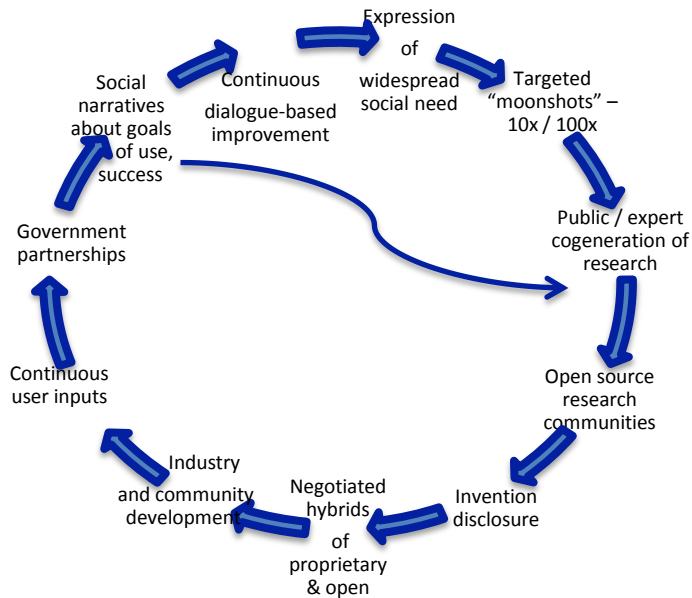 Expression
of
widespread
social need
Targeted
“moonshots” –
10x / 100x
Public / expert
cogeneration of
research
Open source
research
communities
Invention
disclosure
Negotiated
hybrids
of
proprietary
& open
Industry
and community
development
Continuous
user inputs
Government
partnerships
Social
narratives
about goals
of use,
success
Continuous
dialogue-based
improvement